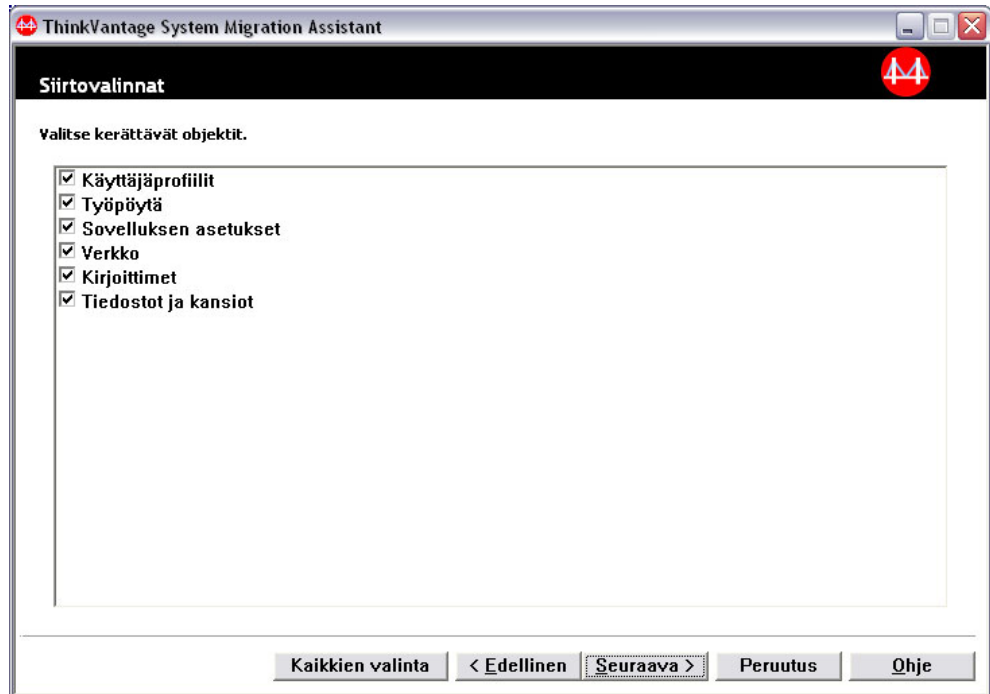 ThinkVantage System Migration Assistant
Siirtovalinnat
Valitse kerättävät objektit.
Käyttäjäprofiilit
Työpöytä
Sovelluksen asetukset
Verkko
Kirjoittimet
Tiedostot ja kansiot
Kaikkien valinta < Edellinen Seuraava > Peruutus Ohje